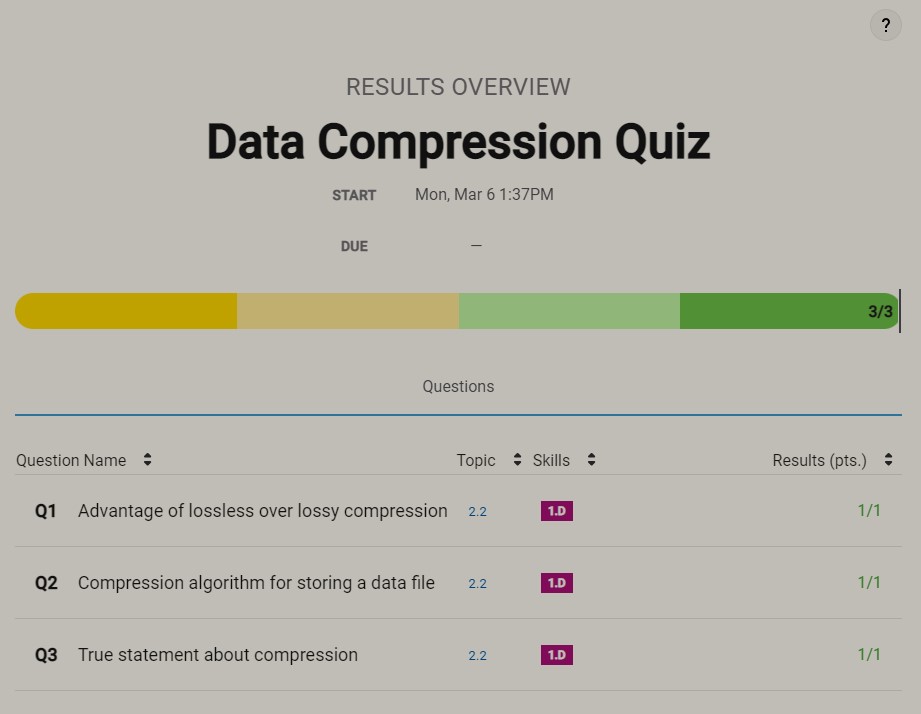 ?
RESULTS OVERVIEW
Data Compression Quiz
START Mon, Mar 6 1:37PM
DUE —
3/3
Questions
Question Name Topic Skills Results (pts.)
Q1 Advantage of lossless over lossy compression 2.2 1.D 1/1
Q2 Compression algorithm for storing a data file 2.2 1.D 1/1
Q3 True statement about compression 2.2 1.D 1/1